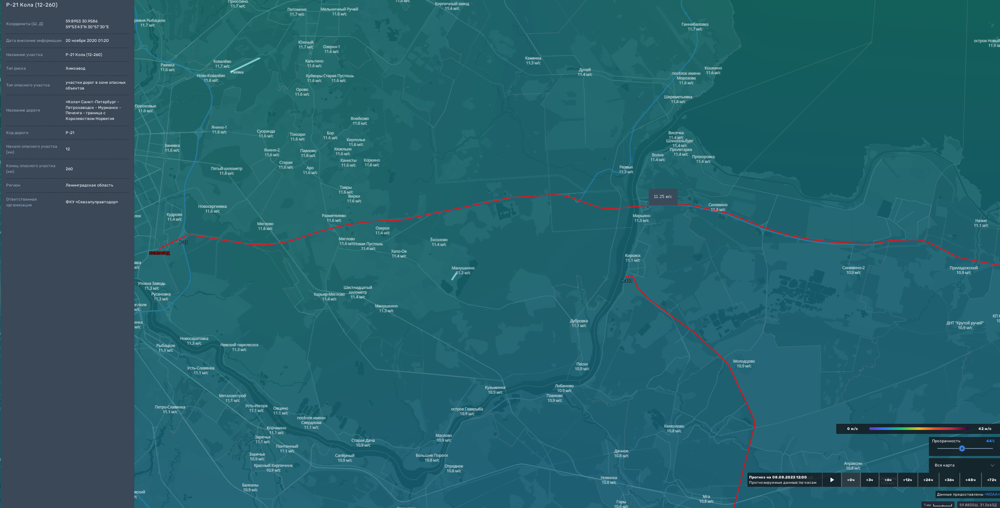 Р-21 Кола (12-260)
Координаты (Ш, Д)
59.8953 30.9586
59°53'43"N 30°57'30"E
Дата внесения информации
20 ноября 2020 01:20
Название участка
Р-21 Кола (12-260)
Тип риска
Химзавод
Тип опасного участка
участки дорог в зоне опасных
объектов
Название дороги
«Кола» Санкт-Петербург -
Петрозаводск - Мурманск -
Печенга - граница с
Королевством Норвегия
Код дороги
Р-21
Начало опасного участка
(км)
12
Конец опасного участка
(км)
260
Регион
Ленинградская область
Ответственная
организация
ФКУ «Севзапуправтодор»
Приютино
11.7 м/с
Питомник
11.7 м/с
Мельничный Ручей
11.6 м/с
11.6 м/с
Кирпичный завод
11.4 м/с
ревня Рыбацкое
11.7 м/с
Ганнибаловка
11.7 м/с
остров Новый
11.9 м
Южный
11.7 м/с
Озерки-1
11.6 м/с
Ковалёво
11.7 м/с
Ржевка
Ржевка
11.6 м/с
Кальтино
11.6 м/с
Каменка
11.3 м/с
Дунай
11.4 м/с
Кошкино
11.6 м/с
посёлок имени
Морозова
11.6 м/с
Ново-Ковалёво
11.6 м/с
Куйворы
11.6 м/с
Старая Пустошь
11.6 м/с
Орово
11.6 м/с
Шереметьевка
11.4 м/с
Пороховые
11.6 м/с
Воейково
11.6 м/с
Янино-1
11.6 м/с
Суоранда
11.6 м/с
Токкари
11.6 м/с
Бор
11.6 м/с
Кирполье
11.6 м/с
Висячка
11.4 м/с
Шлиссельбург
11.4 м/с
Пролетарка
11.4 м/с
Заневка
11.6 м/с
Янино-2
11.6 м/с
Павлово
11.6 м/с
Хязельки
11.6 м/с
Волна
11.4 м/с
Прохоровка
11.4 м/с
Старая
11.6 м/с
Канисты
11.6 м/с
Коркино
11.6 м/с
Пятый километр
11.6 м/с
Аро
11.6 м/с
Резвых
11.3 м/с
Тавры
11.6 м/с
Вирки
11.6 м/с
11.25 м/с
Новосергиевка
11.6 м/с
Синявино
11.3 м/с
лок
Кудрово
11.4 м/с
Разметелево
11.6 м/с
Марьино
11.3 м/с
Назия
11.1 м/с
Мяглово
11.6 м/с
Озерки
11.4 м/с
Р-21
Мяглово
11.6 м/с
Новая Пустошь
11.4 м/с
Ёксолово
11.4 м/с
ХИМЗАВОД
Хапо-Ое
11.4 м/с
Кировск
11.1 м/с
овка
м/с
Манушкино
11.3 м/с
Синявино-2
10.9 м/с
Приладожский
10.9 м/с
А-120
Уткина Заводь
11.3 м/с
Русановка
11.3 м/с
Шестнадцатый
километр
11.4 м/с
Карьер-Мяглово
11.4 м/с
е поле
м/с
Манушкино
11.3 м/с
инка
м/с
Дубровка
11.1 м/с
КП
10
ДНТ "Крутой ручей"
10.9 м/с
Новосаратовка
11.3 м/с
Рыбацкое
11.1 м/с
Невский парклесхоз
11.3 м/с
Усть-Славянка
11.1 м/с
Пески
10.9 м/с
Молодцово
10.9 м/с
Кузьминка
10.9 м/с
Лобаново
10.9 м/с
Павлово
10.9 м/с
Металлострой
11.1 м/с
Петро-Славянка
11.1 м/с
Усть-Ижора
11.1 м/с
Овцино
11.1 м/с
остров Главрыба
10.9 м/с
посёлок имени
Свердлова
11.1 м/с
Корчмино
11.1 м/с
Келколово
10.8 м/с
0 м/с
42 м/с
Заречье
11.1 м/с
Старая Дача
10.9 м/с
Маслово
10.9 м/с
Прозрачность
44%
Понтонный
11.1 м/с
Заречье
10.9 м/с
Сапёрный
10.9 м/с
Большие Пороги
10.8 м/с
Дачное
10.8 м/с
Красный Кирпичник
10.9 м/с
Отрадное
10.8 м/с
Апраксин
10.8 м/с
Вся карта
Новинка
10.6 м/с
Прогноз на 08.08.2023 12:00
Прогнозируемые данные по часам
+0ч
+3ч
+6ч
+12ч
+24ч
+36ч
+48ч
+72ч
Балканы
10.9 м/с
вский
/с
Мга
10.8 м/с
Горы
10.6 м/с
Данные предоставлены «NOAA»
1 км
59.8830Ш, 31.3663Д